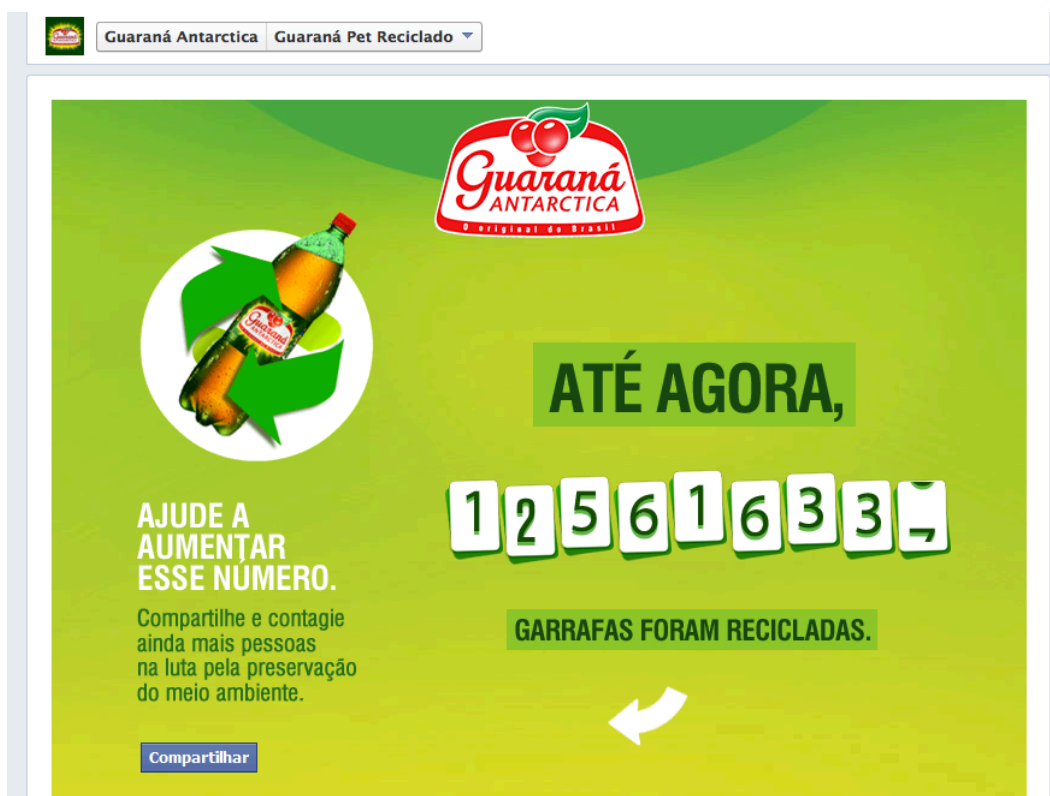 Guaraná Antarctica Guaraná Pet Reciclado
Guaraná
ANTARCTICA
O original do Brasil
Guaraná
ANTARCTICA
ATÉ AGORA,
12561633
GARRAFAS FORAM RECICLADAS.
AJUDE A
AUMENTAR
ESSE NÚMERO.
Compartilhe e contagie
ainda mais pessoas
na luta pela preservação
do meio ambiente.
Compartilhar